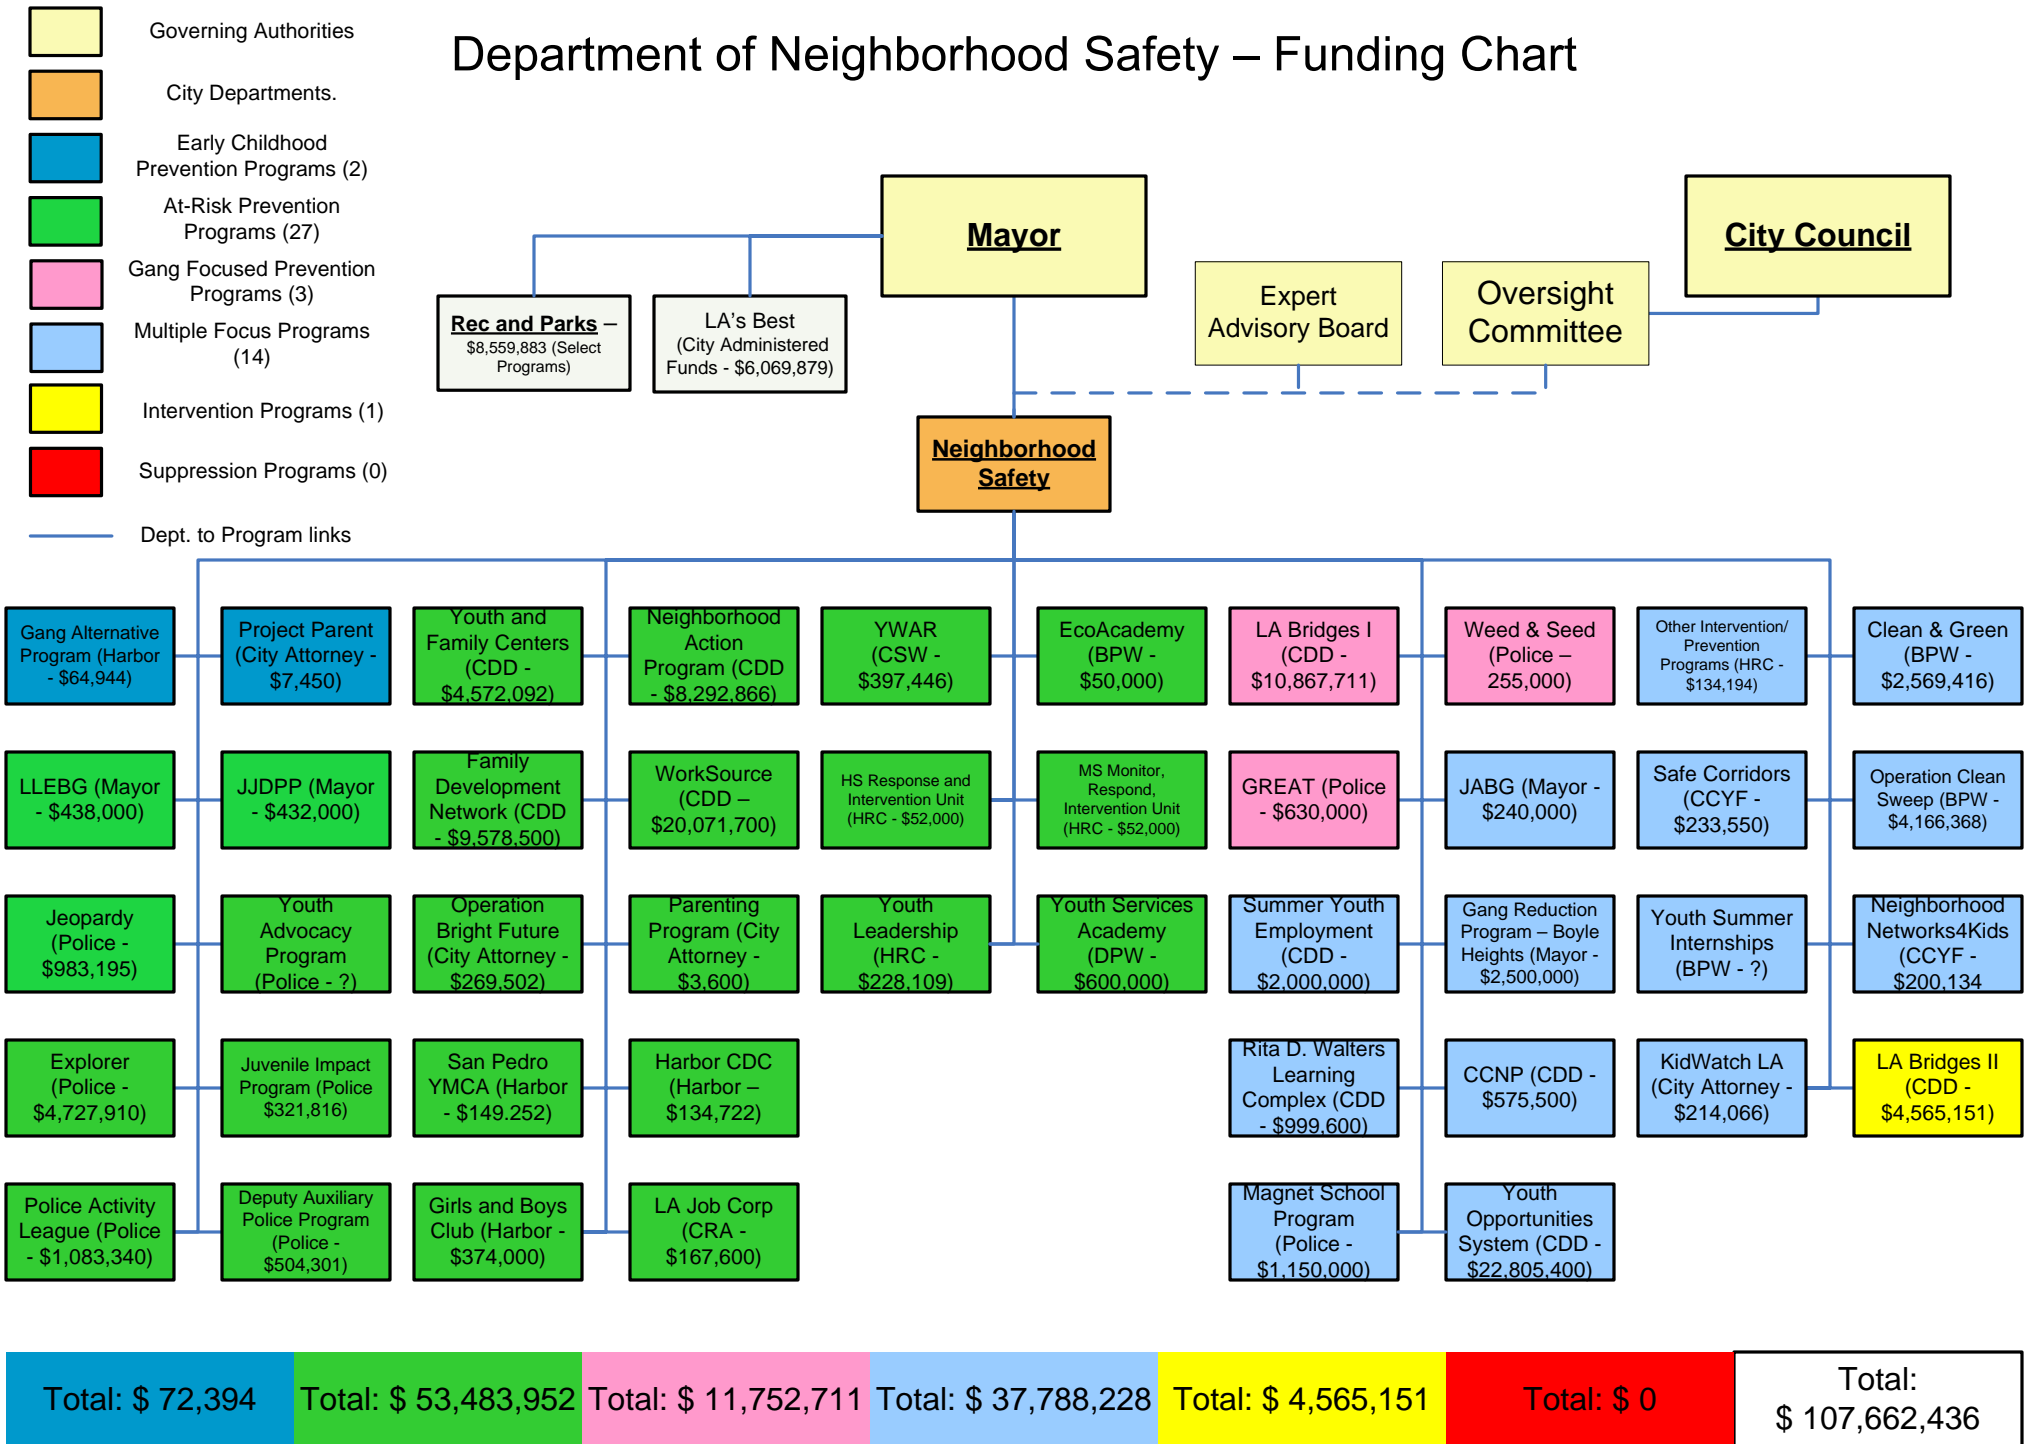 Department of Neighborhood Safety – Funding Chart
Governing Authorities
City Departments.
Early Childhood
Prevention Programs (2)
At-Risk Prevention
Programs (27)
Gang Focused Prevention
Programs (3)
Multiple Focus Programs
(14)
Intervention Programs (1)
Suppression Programs (0)
Dept. to Program links
Mayor
City Council
Expert
Advisory Board
Oversight
Committee
Rec and Parks –
$8,559,883 (Select
Programs)
LA's Best
(City Administered
Funds - $6,069,879)
Neighborhood
Safety
Gang Alternative
Program (Harbor
- $64,944)
Project Parent
(City Attorney -
$7,450)
Youth and
Family Centers
(CDD -
$4,572,092)
Neighborhood
Action
Program (CDD
- $8,292,866)
YWAR
(CSW -
$397,446)
EcoAcademy
(BPW -
$50,000)
LA Bridges I
(CDD -
$10,867,711)
Weed & Seed
(Police –
255,000)
Other Intervention/
Prevention
Programs (HRC -
$134,194)
Clean & Green
(BPW -
$2,569,416)
LLEBG (Mayor
- $438,000)
JJDPP (Mayor
- $432,000)
Family
Development
Network (CDD
- $9,578,500)
WorkSource
(CDD –
$20,071,700)
HS Response and
Intervention Unit
(HRC - $52,000)
MS Monitor,
Respond,
Intervention Unit
(HRC - $52,000)
GREAT (Police
- $630,000)
JABG (Mayor -
$240,000)
Safe Corridors
(CCYF -
$233,550)
Operation Clean
Sweep (BPW -
$4,166,368)
Jeopardy
(Police -
$983,195)
Youth
Advocacy
Program
(Police - ?)
Operation
Bright Future
(City Attorney -
$269,502)
Parenting
Program (City
Attorney -
$3,600)
Youth
Leadership
(HRC -
$228,109)
Youth Services
Academy
(DPW -
$600,000)
Summer Youth
Employment
(CDD -
$2,000,000)
Gang Reduction
Program – Boyle
Heights (Mayor -
$2,500,000)
Youth Summer
Internships
(BPW - ?)
Neighborhood
Networks4Kids
(CCYF -
$200,134
Explorer
(Police -
$4,727,910)
Juvenile Impact
Program (Police
$321,816)
San Pedro
YMCA (Harbor
- $149.252)
Harbor CDC
(Harbor –
$134,722)
Rita D. Walters
Learning
Complex (CDD
- $999,600)
CCNP (CDD -
$575,500)
KidWatch LA
(City Attorney -
$214,066)
LA Bridges II
(CDD -
$4,565,151)
Police Activity
League (Police
- $1,083,340)
Deputy Auxiliary
Police Program
(Police -
$504,301)
Girls and Boys
Club (Harbor -
$374,000)
LA Job Corp
(CRA -
$167,600)
Magnet School
Program
(Police -
$1,150,000)
Youth
Opportunities
System (CDD -
$22,805,400)
Total: $ 72,394
Total: $ 53,483,952
Total: $ 11,752,711
Total: $ 37,788,228
Total: $ 4,565,151
Total: $ 0
Total:
$ 107,662,436